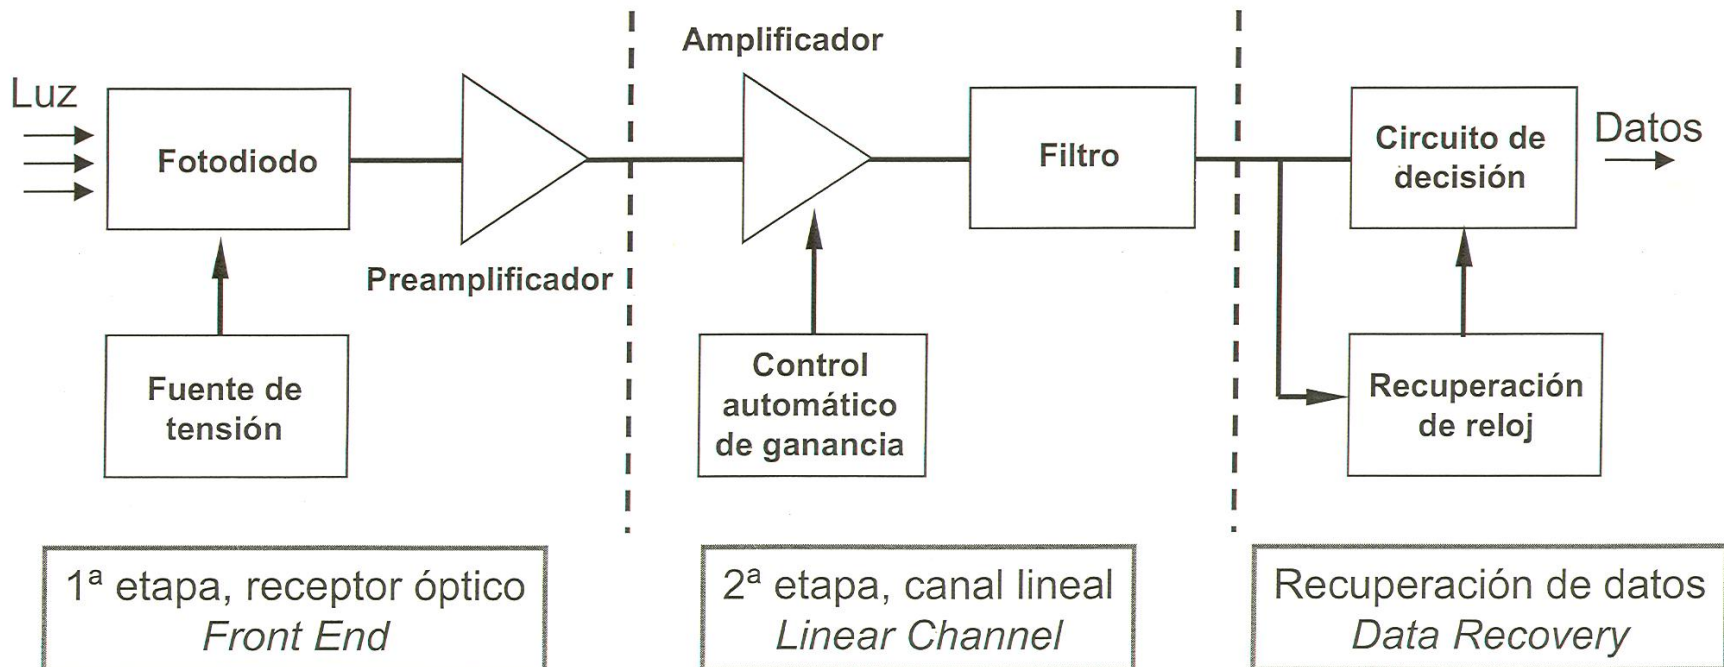 Amplificador
Luz
Fotodiodo
Preamplificador
Filtro
Circuito de
decisión
Datos
Fuente de
tensión
Control
automático
de ganancia
Recuperación
de reloj
1ª etapa, receptor óptico
Front End
2ª etapa, canal lineal
Linear Channel
Recuperación de datos
Data Recovery